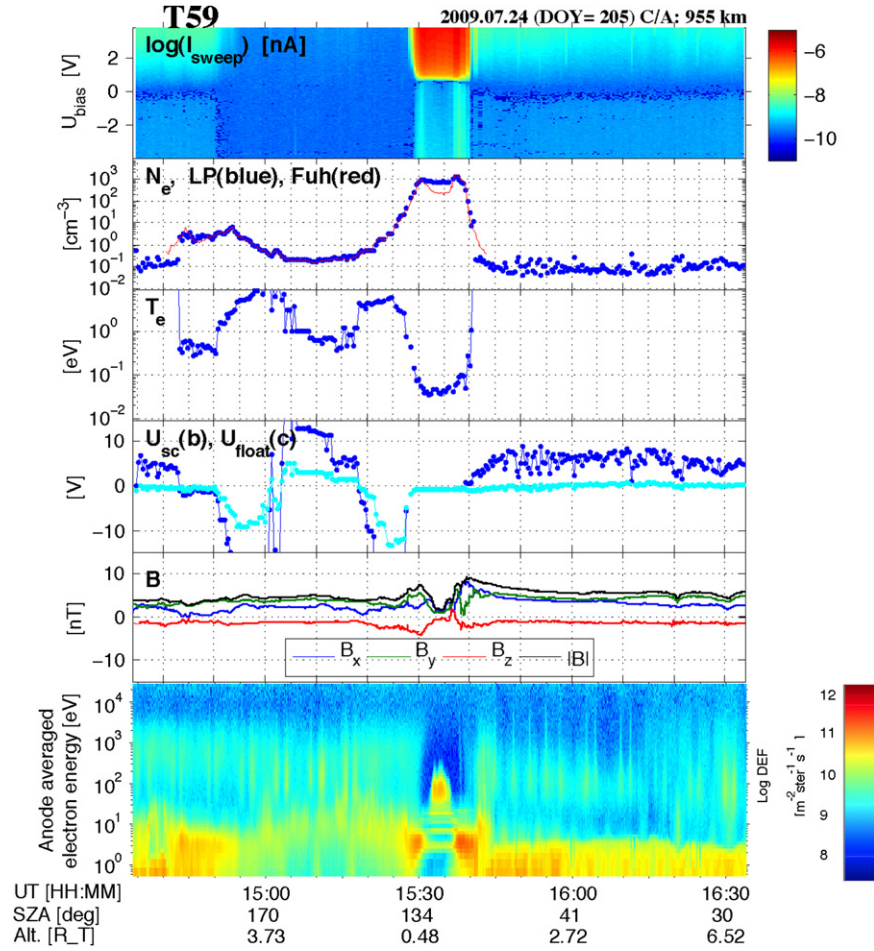 T59 2009.07.24 (DOY= 205) C/A: 955 km
log(I_sweep) [nA]
U_bias [V]
2
0
−2
−6
−8
−10
N_e, LP(blue), Fuh(red)
[cm^−3]
10^3
10^2
10^1
10^0
10^−1
10^−2
T_e
[eV]
10^0
10^−1
10^−2
U_sc(b), U_float(c)
[V]
10
0
−10
B
[nT]
10
0
−10
B_x B_y B_z |B|
Anode averaged
electron energy [eV]
10^4
10^3
10^2
10^1
10^0
Log DEF
[m^−2 ster^−1 s^−1]
12
11
10
9
8
UT [HH:MM] 15:00 15:30 16:00 16:30
SZA [deg] 170 134 41 30
Alt. [R_T] 3.73 0.48 2.72 6.52